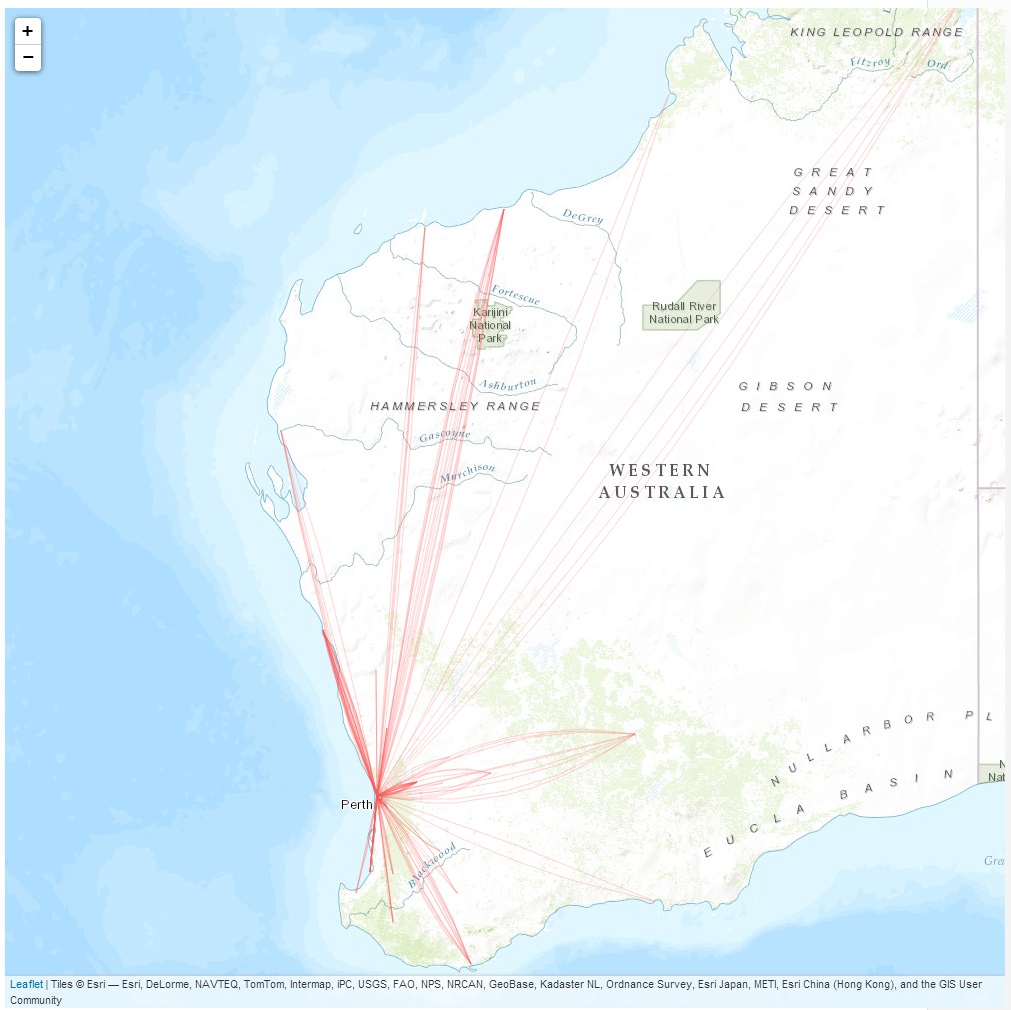 +
−
KING LEOPOLD RANGE
Fitzroy
Ord
GREAT
SANDY
DESERT
DeGrey
Fortescue
Karijini
National
Park
Rudall River
National Park
Ashburton
GIBSON
DESERT
HAMMERSLEY RANGE
Gascoyne
Murchison
WESTERN
AUSTRALIA
NULLARBOR PL
N
Nat
EUCLA BASIN
Perth
Blackwood
Gre
Leaflet | Tiles © Esri — Esri, DeLorme, NAVTEQ, TomTom, Intermap, iPC, USGS, FAO, NPS, NRCAN, GeoBase, Kadaster NL, Ordnance Survey, Esri Japan, METI, Esri China (Hong Kong), and the GIS User
Community